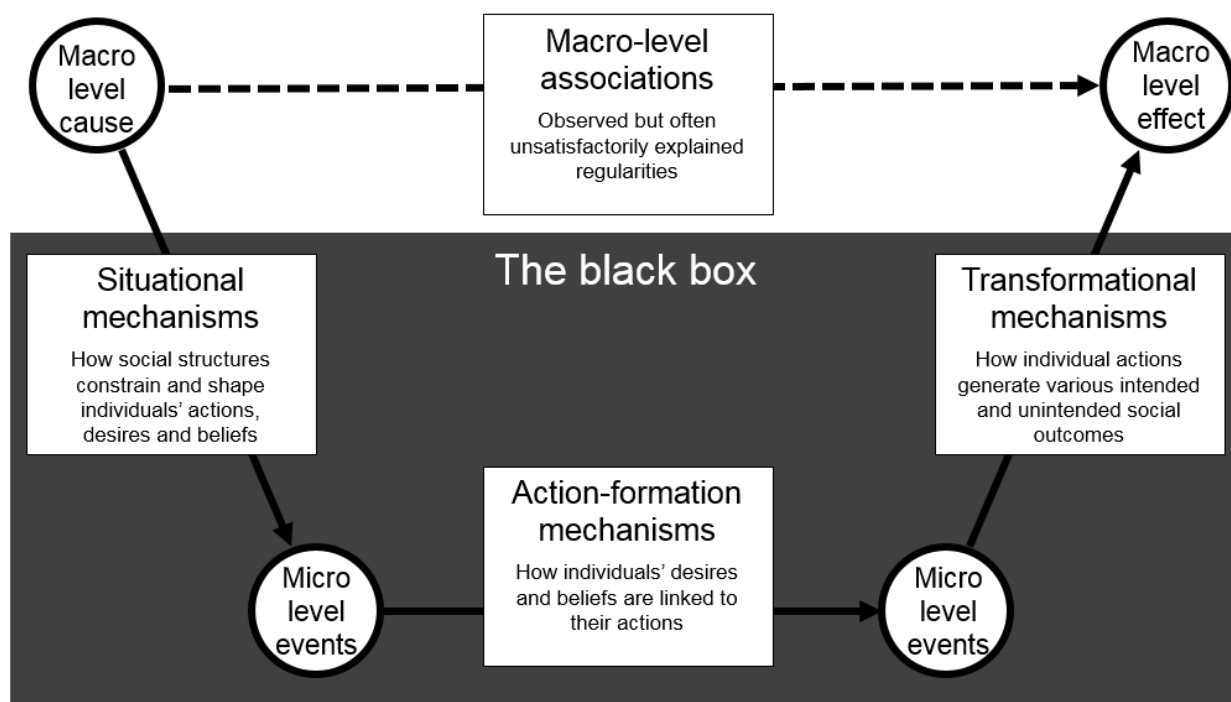 Macro
level
cause
Macro-level
associations
Observed but often
unsatisfactorily explained
regularities
Macro
level
effect
Situational
mechanisms
How social structures
constrain and shape
individuals’ actions,
desires and beliefs
The black box
Transformational
mechanisms
How individual actions
generate various intended
and unintended social
outcomes
Micro
level
events
Action-formation
mechanisms
How individuals’ desires
and beliefs are linked to
their actions
Micro
level
events